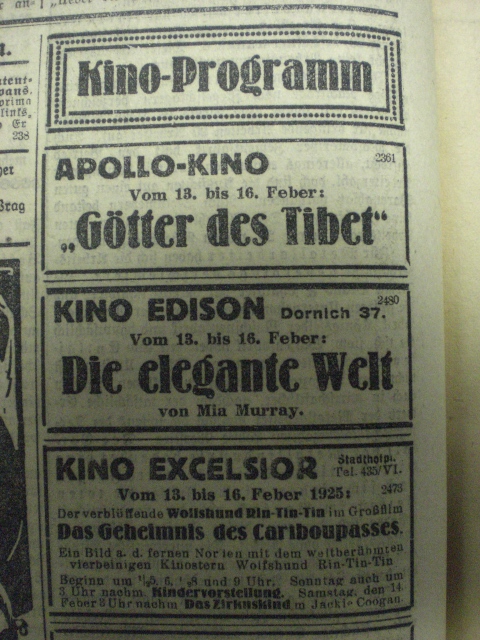 238
Brag
Kino-Programm
APOLLO-KINO 2361
Vom 13. bis 16. Feber:
„Götter des Tibet“
KINO EDISON Dornich 37. 2480
Vom 13. bis 16. Feber:
Die elegante Welt
von Mia Murray.
KINO EXCELSIOR Stadthofpl. Tel. 435/VI.
Vom 13. bis 16. Feber 1925: 2475
Der verblüffende Wolfshund Rin-Tin-Tin im Großfilm
Das Geheimnis des Cariboupasses.
Ein Bild a. d. fernen Norden mit dem weltberühmten
vierbeinigen Kinostern Wolfshund Rin-Tin-Tin
Beginn um ½5, 6, ½8 und 9 Uhr. Sonntag auch um
3 Uhr nachm Kindervorstellung. Samstag, den 14.
Feber 3 Uhr nachm Das Zirkuskind m Jackie Coogan.